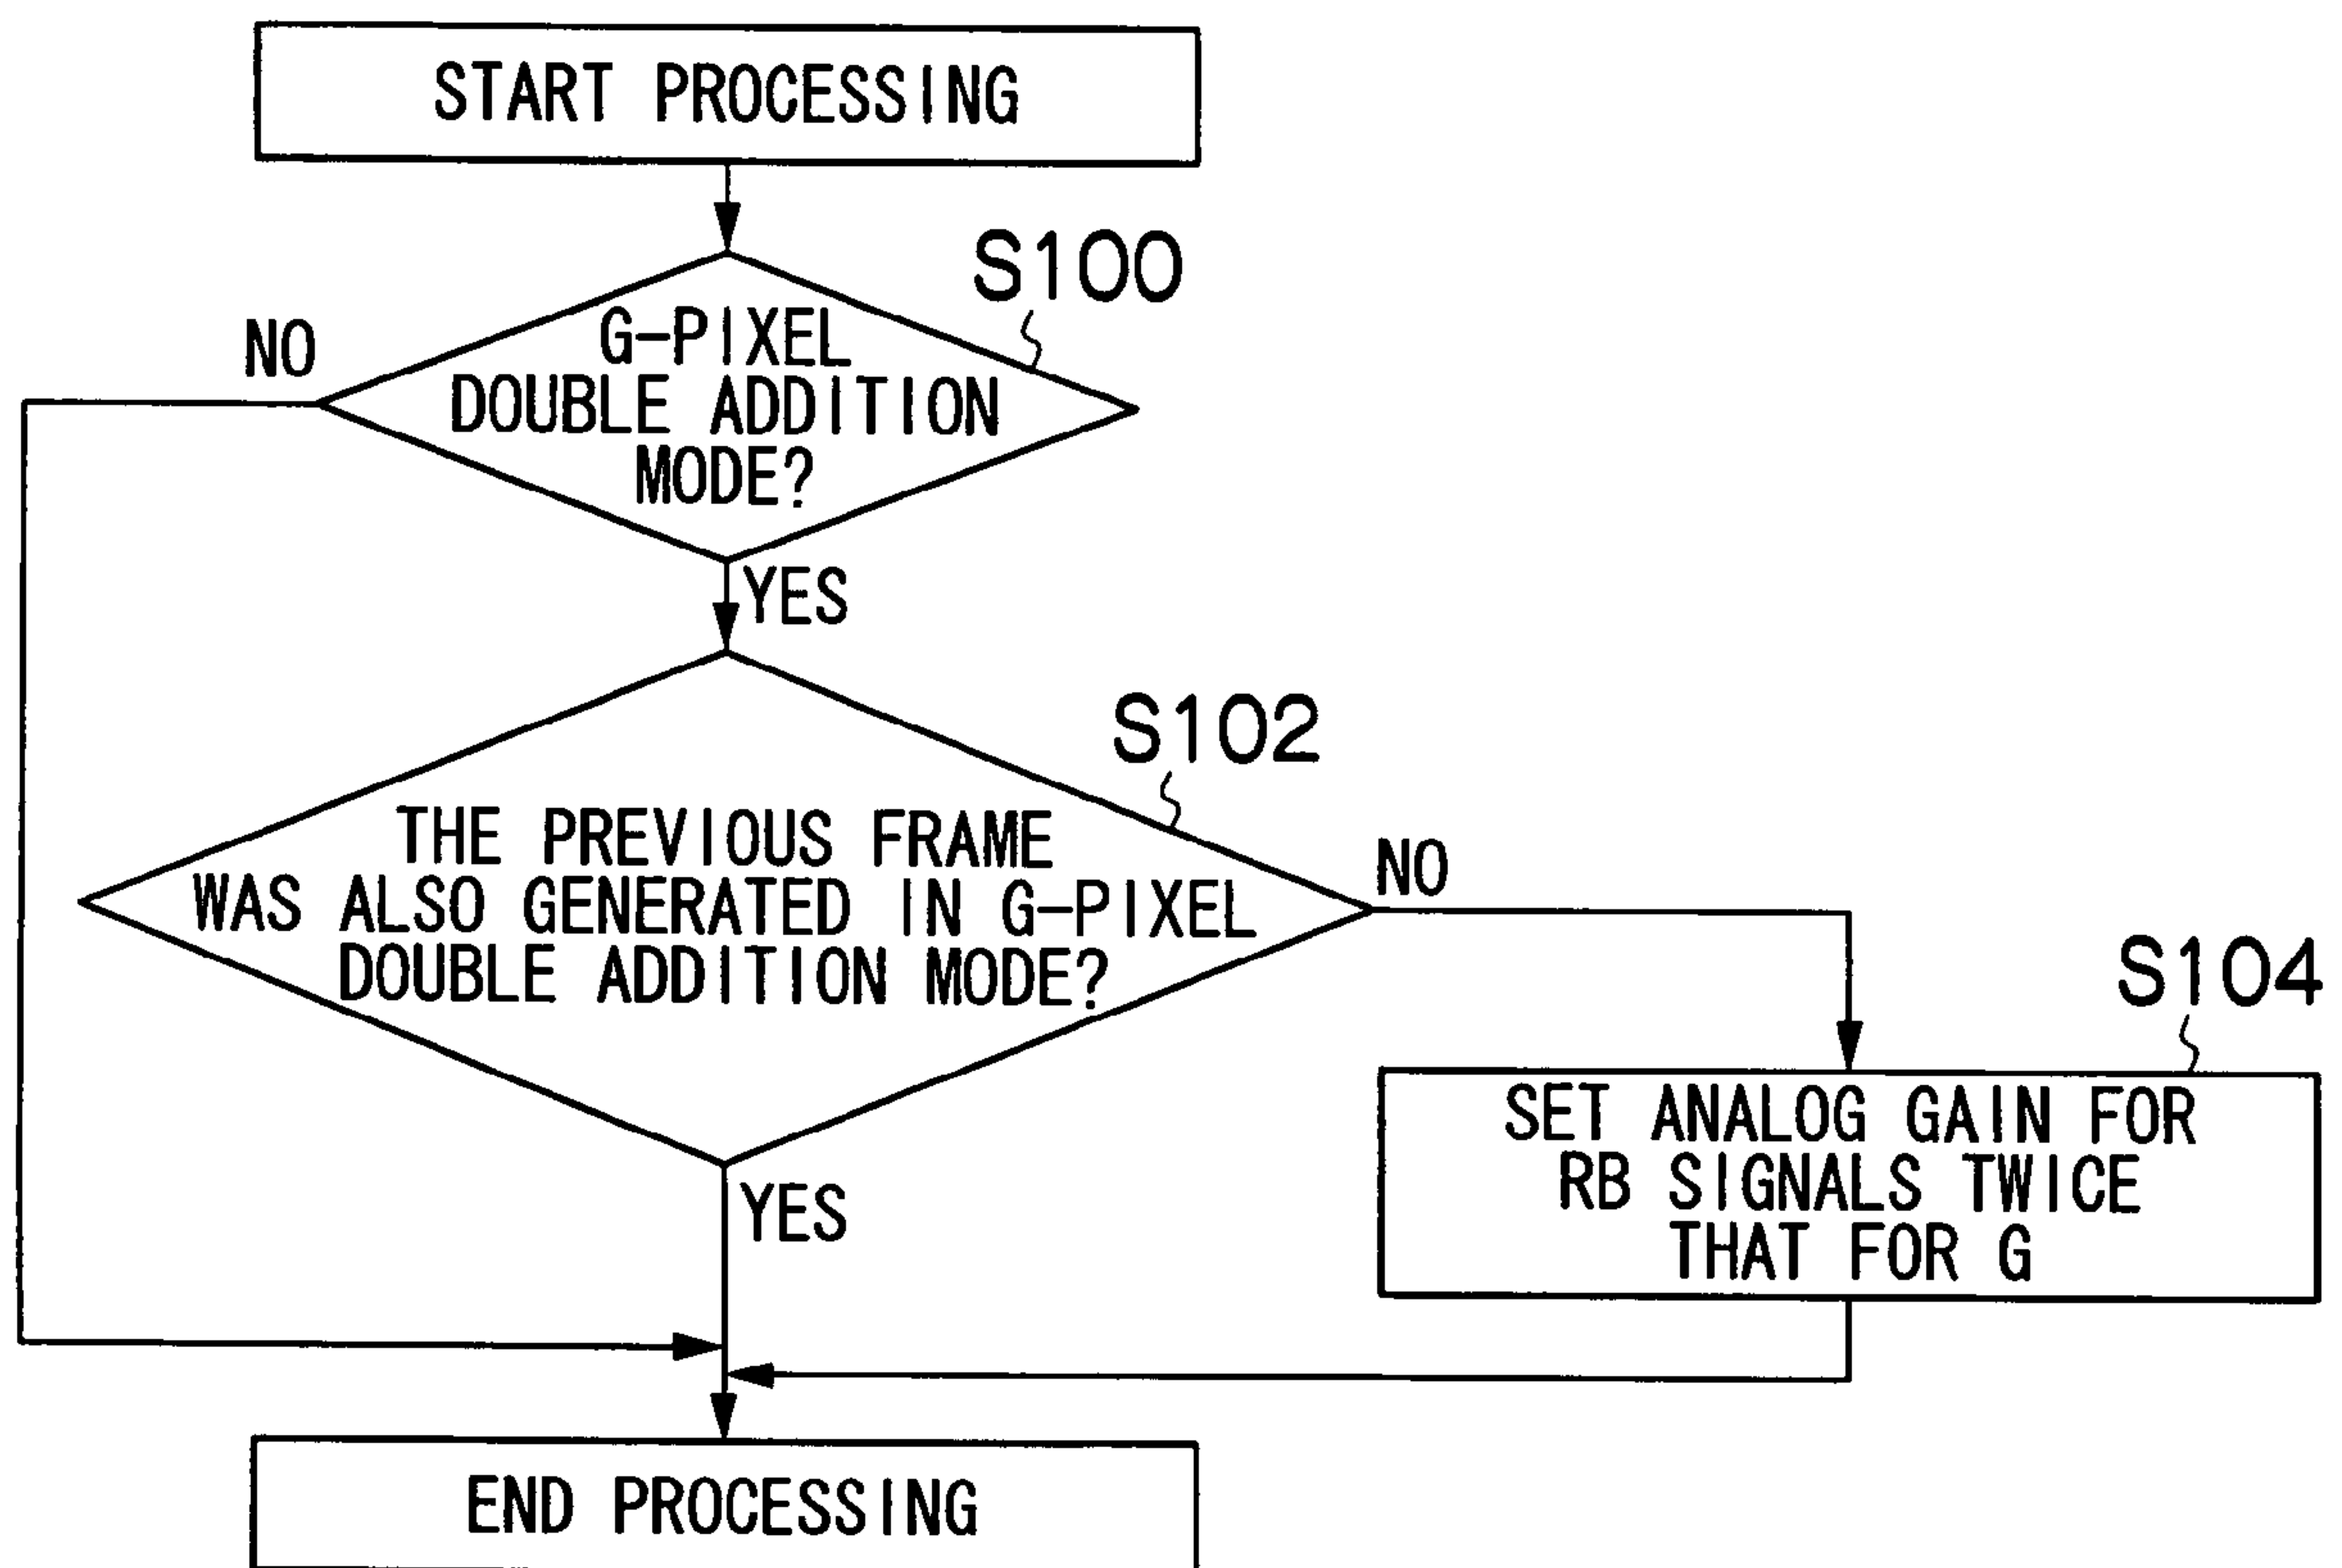 START PROCESSING
S100
NO
G-PIXEL
DOUBLE ADDITION
MODE?
YES
S102
THE PREVIOUS FRAME
WAS ALSO GENERATED IN G-PIXEL
DOUBLE ADDITION MODE?
NO
S104
SET ANALOG GAIN FOR
RB SIGNALS TWICE
THAT FOR G
YES
END PROCESSING